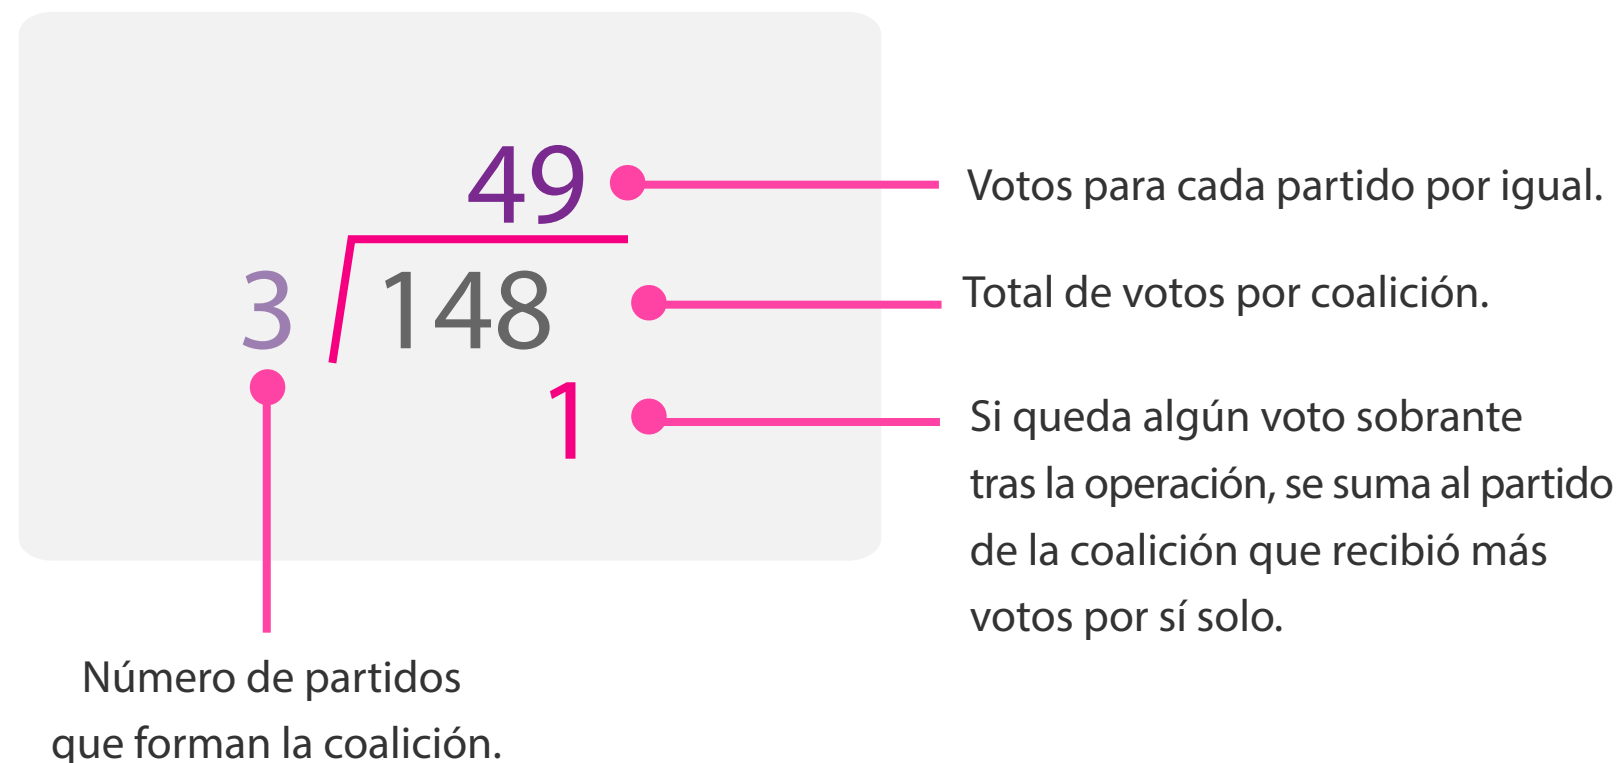 49
Votos para cada partido por igual.
3 148
Total de votos por coalición.
1
Si queda algún voto sobrante
tras la operación, se suma al partido
de la coalición que recibió más
votos por sí solo.
Número de partidos
que forman la coalición.